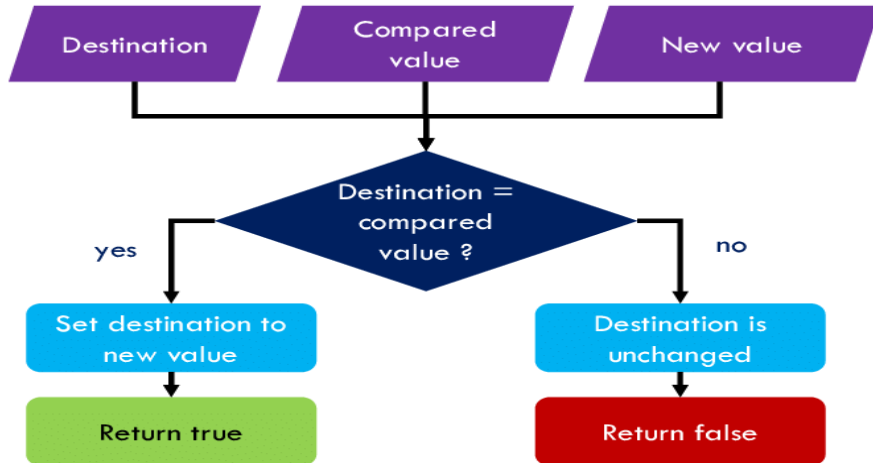 Destination
Compared
value
New value
Destination =
compared
value ?
yes
no
Set destination to
new value
Destination is
unchanged
Return true
Return false